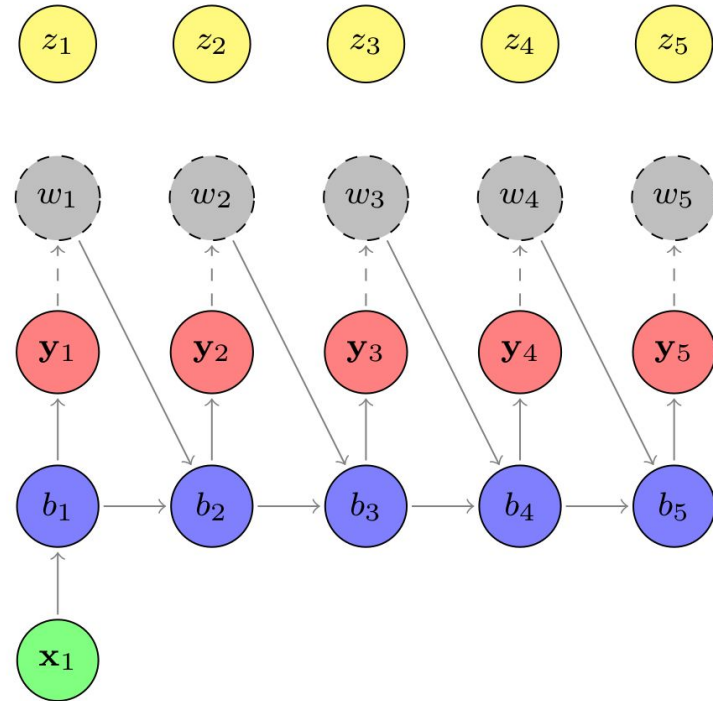 z₁ z₂ z₃ z₄ z₅
w₁ w₂ w₃ w₄ w₅
y₁ y₂ y₃ y₄ y₅
b₁ b₂ b₃ b₄ b₅
x₁